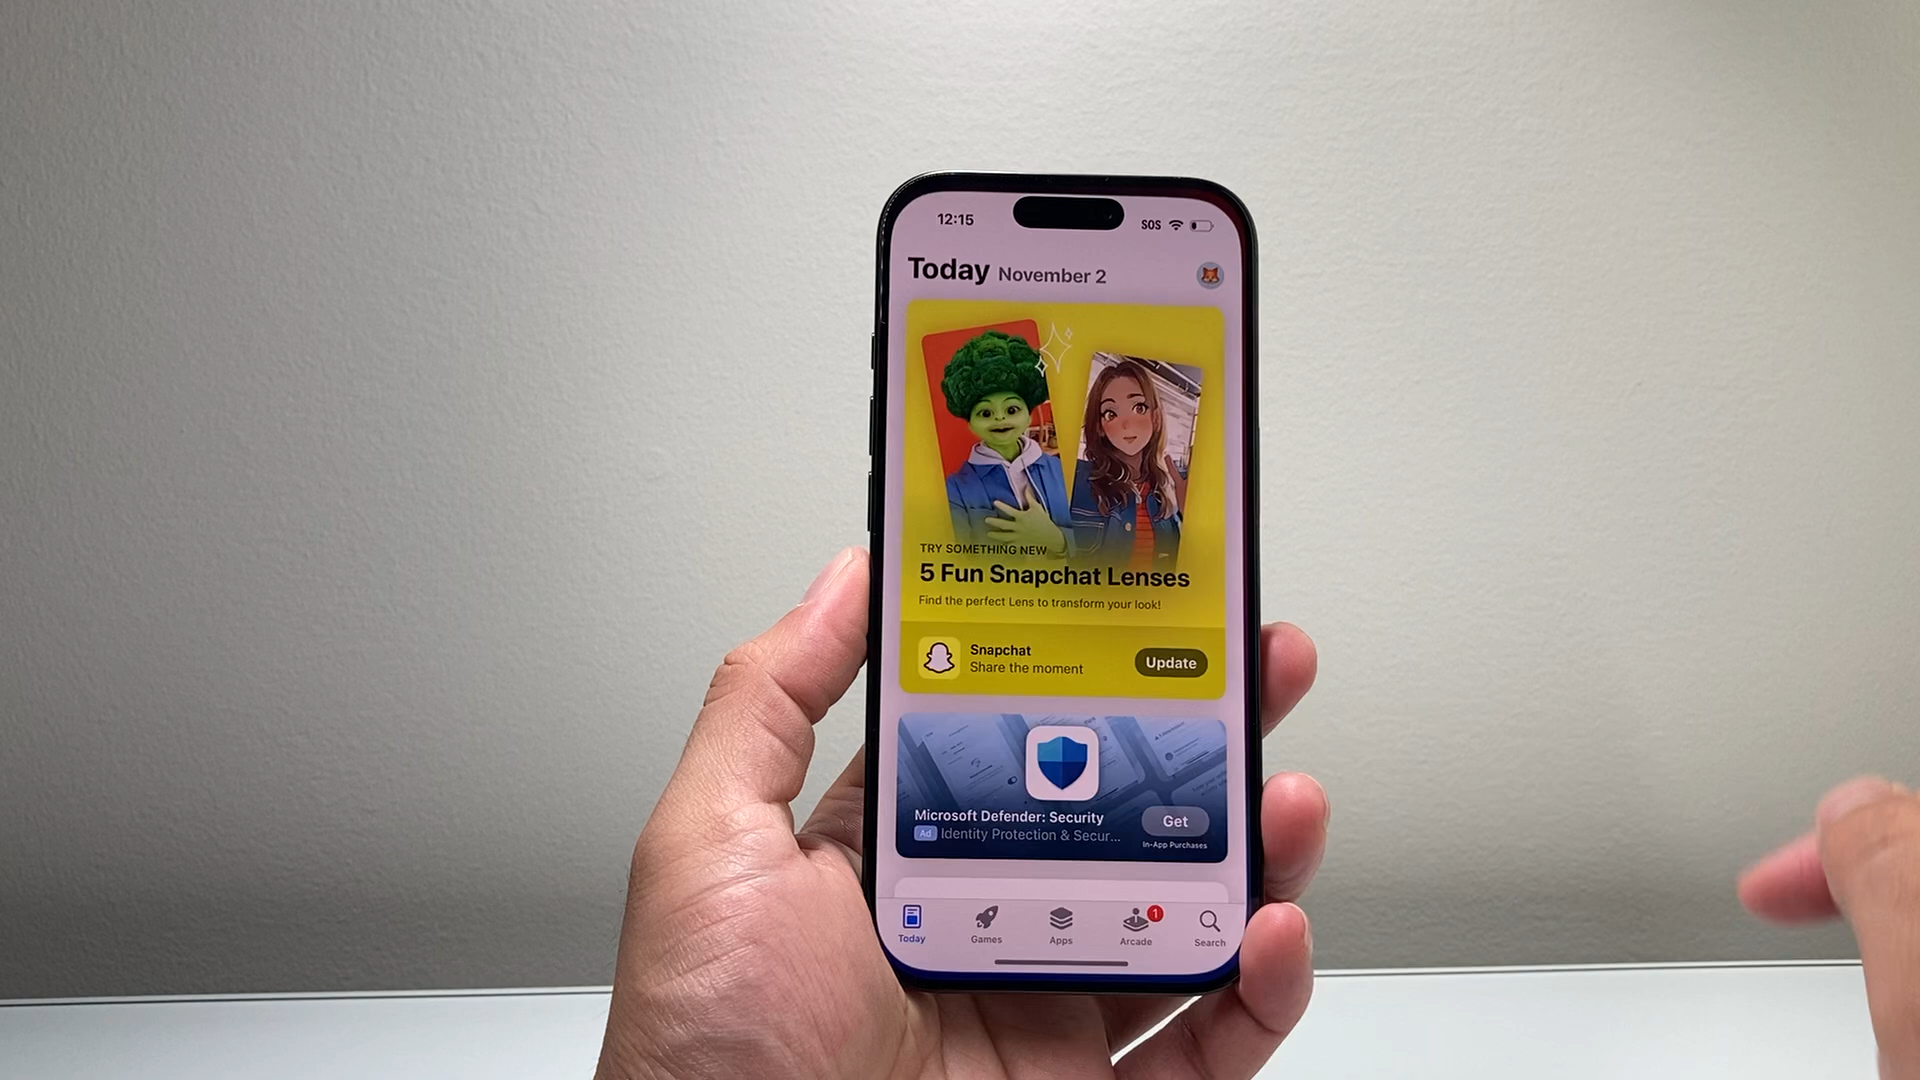 12:15
SOS
Today November 2
TRY SOMETHING NEW
5 Fun Snapchat Lenses
Find the perfect Lens to transform your look!
Snapchat
Share the moment
Update
Microsoft Defender: Security
Ad Identity Protection & Secur...
Get
In-App Purchases
Today
Games
Apps
Arcade
1
Search